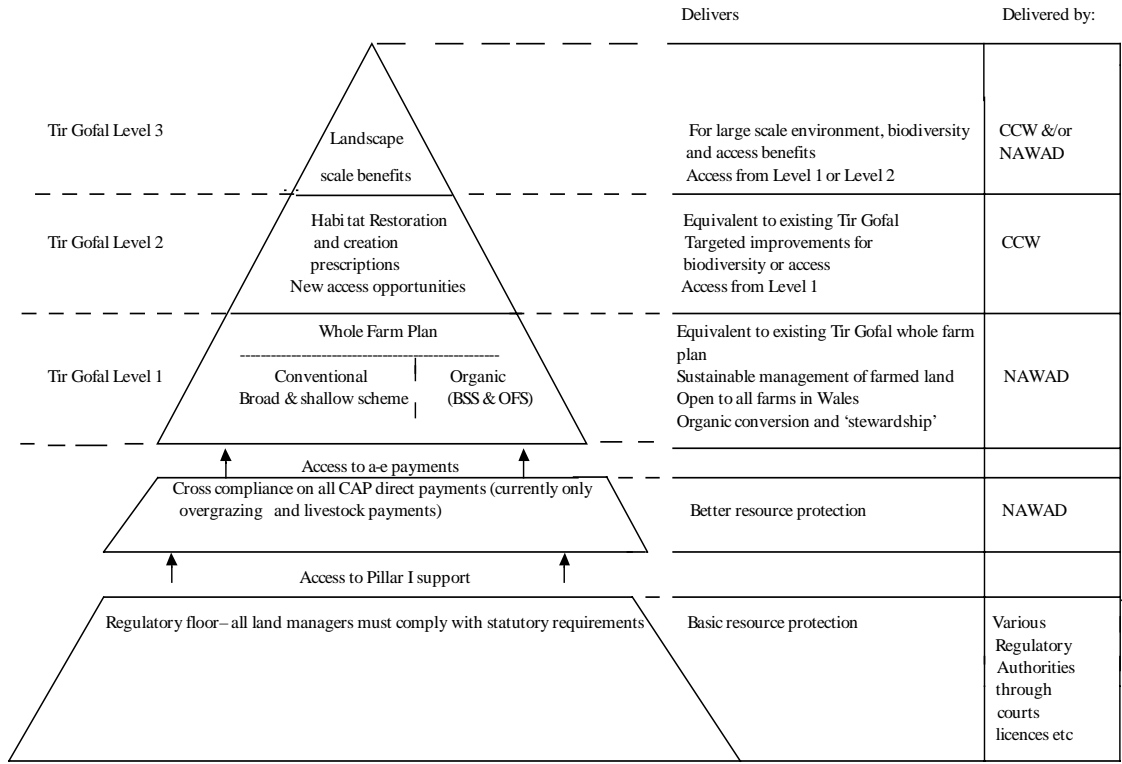 Delivers
Delivered by:
Tir Gofal Level 3
Landscape
scale benefits
For large scale environment, biodiversity
and access benefits
Access from Level 1 or Level 2
CCW &/or
NAWAD
Tir Gofal Level 2
Habitat Restoration
and creation
prescriptions
New access opportunities
Equivalent to existing Tir Gofal
Targeted improvements for
biodiversity or access
Access from Level 1
CCW
Tir Gofal Level 1
Whole Farm Plan
Conventional
Broad & shallow scheme
Organic
(BSS & OFS)
Equivalent to existing Tir Gofal whole farm
plan
Sustainable management of farmed land
Open to all farms in Wales
Organic conversion and ‘stewardship’
NAWAD
Access to a-e payments
Cross compliance on all CAP direct payments (currently only
overgrazing and livestock payments)
Better resource protection
NAWAD
Access to Pillar I support
Regulatory floor– all land managers must comply with statutory requirements
Basic resource protection
Various
Regulatory
Authorities
through
courts
licences etc